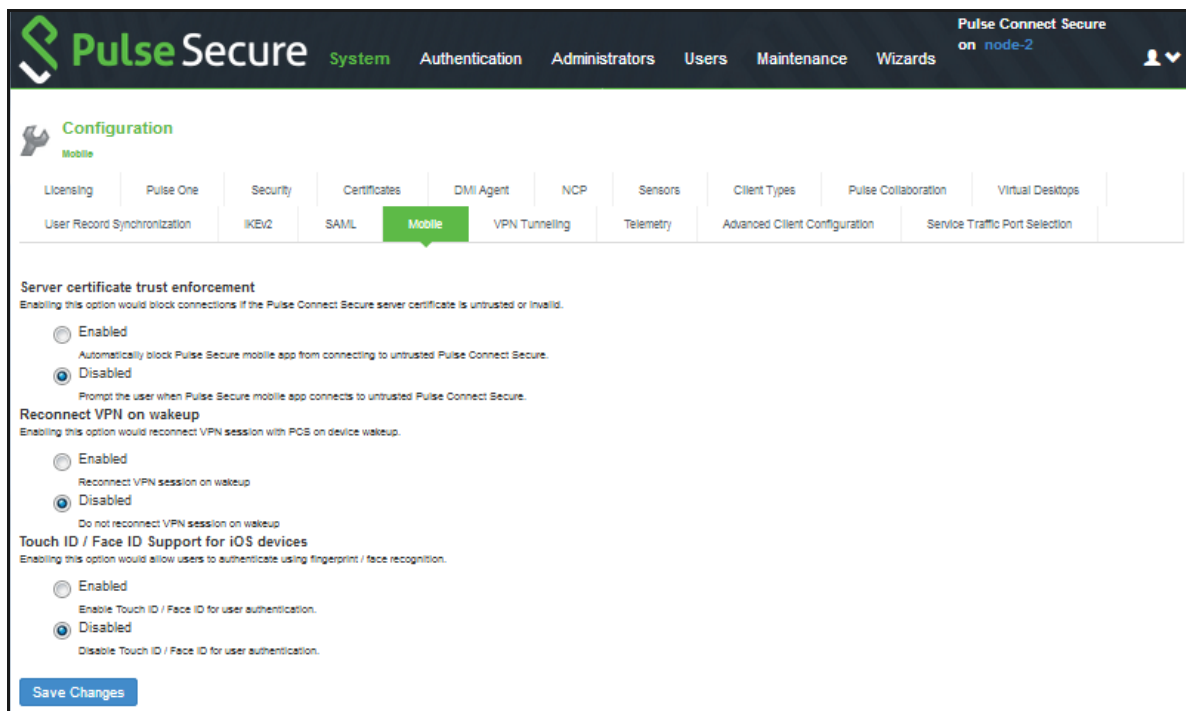 Pulse Secure System Authentication Administrators Users Maintenance Wizards
Pulse Connect Secure
on node-2
Configuration
Mobile
Licensing Pulse One Security Certificates DMI Agent NCP Sensors Client Types Pulse Collaboration Virtual Desktops
User Record Synchronization IKEv2 SAML Mobile VPN Tunneling Telemetry Advanced Client Configuration Service Traffic Port Selection
Server certificate trust enforcement
Enabling this option would block connections if the Pulse Connect Secure server certificate is untrusted or invalid.
Enabled
Automatically block Pulse Secure mobile app from connecting to untrusted Pulse Connect Secure.
Disabled
Prompt the user when Pulse Secure mobile app connects to untrusted Pulse Connect Secure.
Reconnect VPN on wakeup
Enabling this option would reconnect VPN session with PCS on device wakeup.
Enabled
Reconnect VPN session on wakeup
Disabled
Do not reconnect VPN session on wakeup
Touch ID / Face ID Support for iOS devices
Enabling this option would allow users to authenticate using fingerprint / face recognition.
Enabled
Enable Touch ID / Face ID for user authentication.
Disabled
Disable Touch ID / Face ID for user authentication.
Save Changes